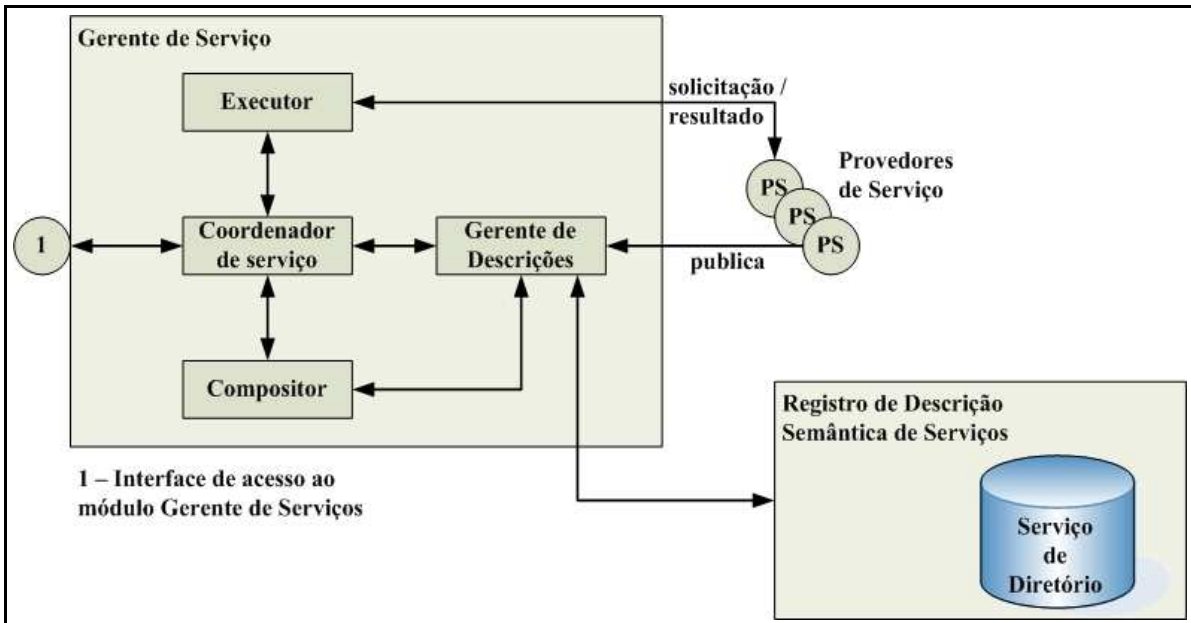 Gerente de Serviço
Executor
solicitação /
resultado
Provedores
de Serviço
PS
PS
PS
1
Coordenador
de serviço
Gerente de
Descrições
publica
Compositor
1 – Interface de acesso ao
módulo Gerente de Serviços
Registro de Descrição
Semântica de Serviços
Serviço
de
Diretório